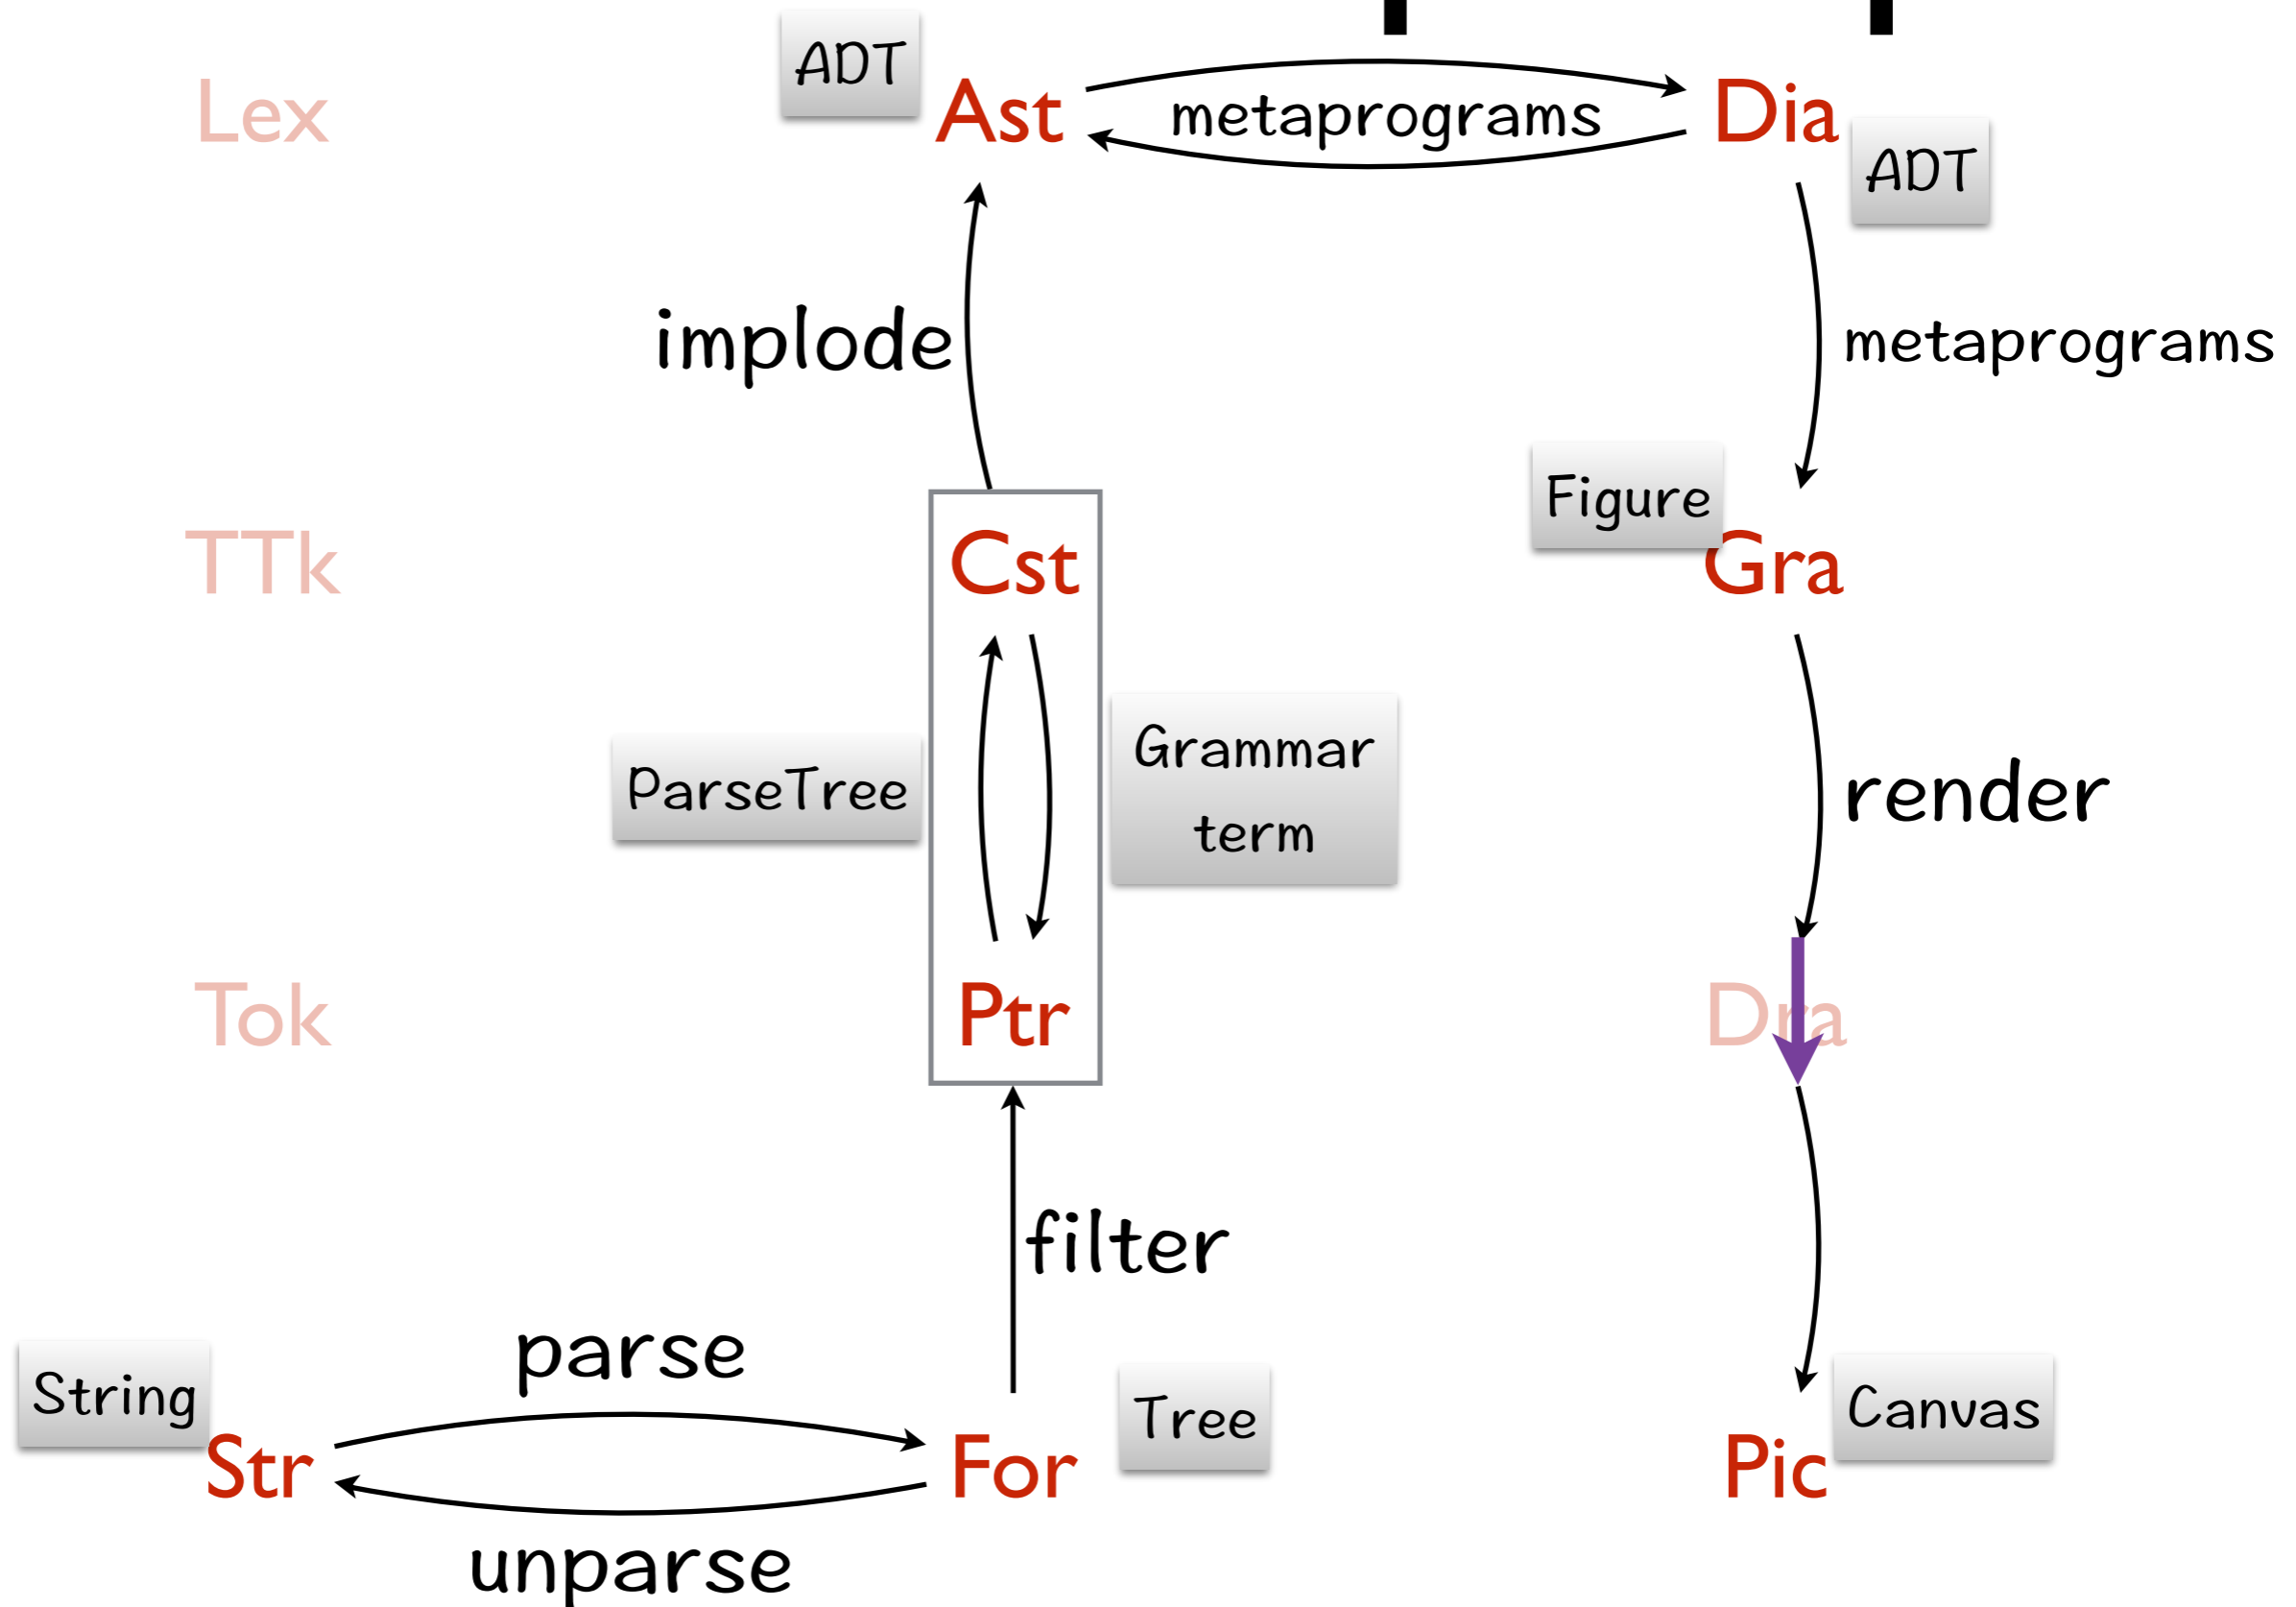 ADT
Lex
Ast
metaprograms
Dia
ADT
implode
metaprograms
Figure
TTk
Cst
Gra
ParseTree
Grammar
term
render
Tok
Ptr
Dra
filter
parse
String
Tree
Canvas
Str
For
Pic
unparse